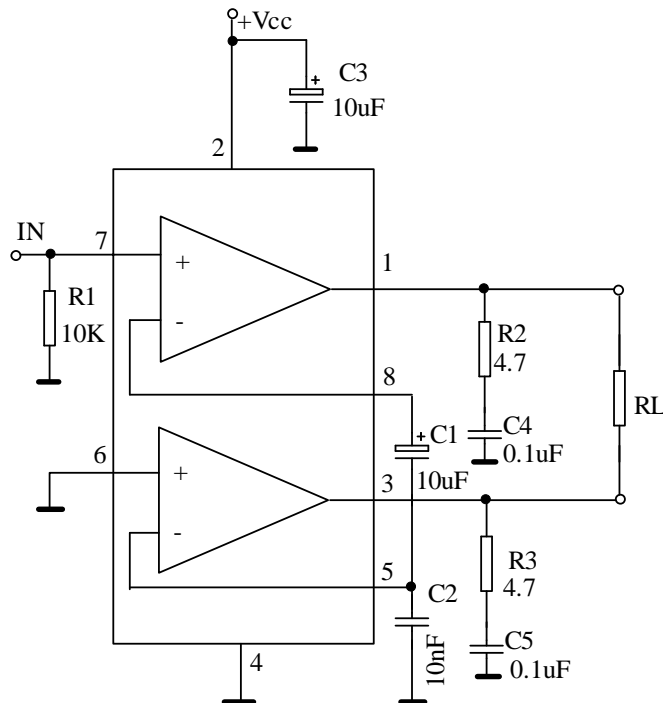 +Vcc
C3
10uF
2
IN
7
+
1
R1
10K
-
R2
4.7
8
RL
C1
10uF
C4
0.1uF
6
+
3
-
R3
4.7
5
C2
10nF
C5
0.1uF
4